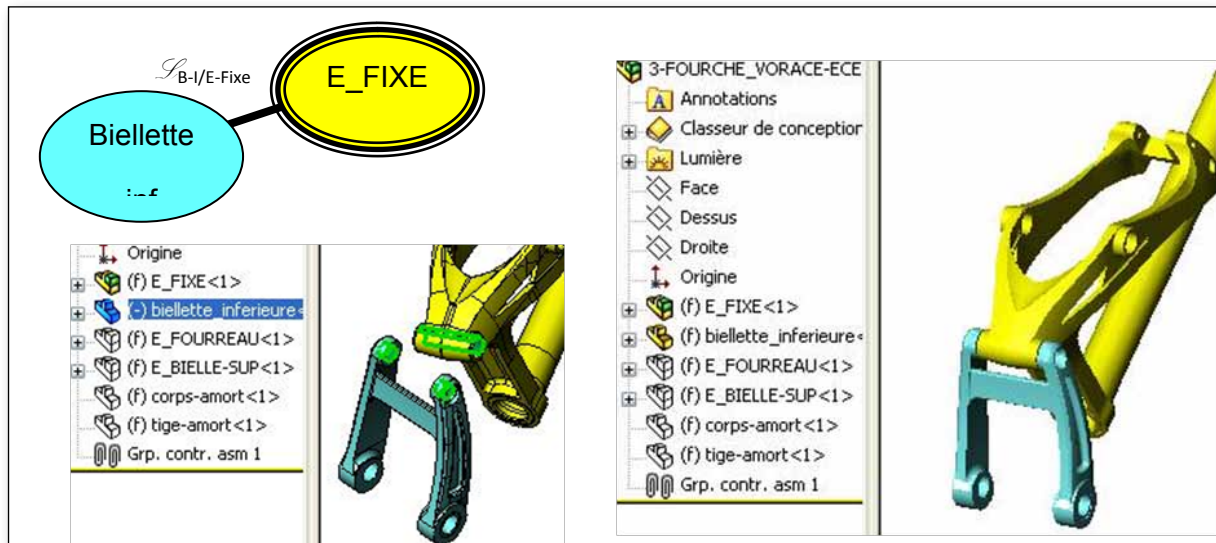 ℒB-I/E-Fixe
E_FIXE
Biellette
inf
Origine
(f) E_FIXE<1>
(-) biellette_inferieure<
(f) E_FOURREAU<1>
(f) E_BIELLE-SUP<1>
(f) corps-amort<1>
(f) tige-amort<1>
Grp. contr. asm 1
3-FOURCHE_VORACE-ECE
Annotations
Classeur de conception
Lumière
Face
Dessus
Droite
Origine
(f) E_FIXE<1>
(f) biellette_inferieure<
(f) E_FOURREAU<1>
(f) E_BIELLE-SUP<1>
(f) corps-amort<1>
(f) tige-amort<1>
Grp. contr. asm 1